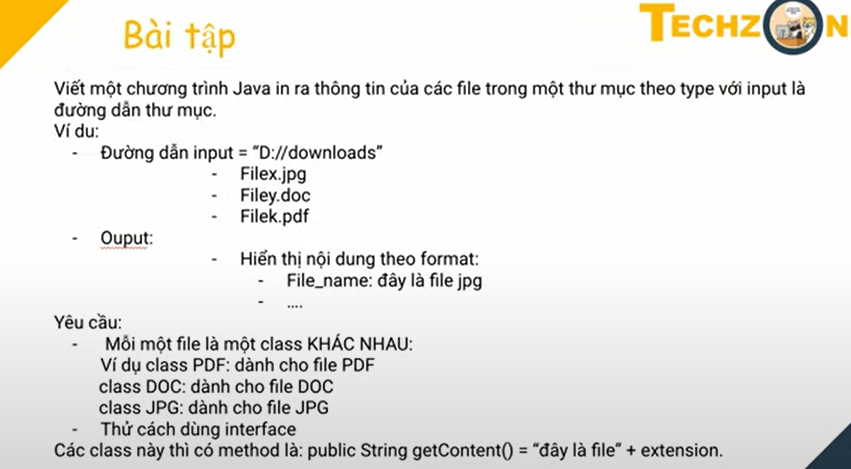 Bài tập
TECHZ N
Viết một chương trình Java in ra thông tin của các file trong một thư mục theo type với input là
đường dẫn thư mục.
Ví du:
- Đường dẫn input = “D://downloads”
- Filex.jpg
- Filey.doc
- Filek.pdf
- Ouput:
- Hiển thị nội dung theo format:
- File_name: đây là file jpg
- ....
Yêu cầu:
- Mỗi một file là một class KHÁC NHAU:
Ví dụ class PDF: dành cho file PDF
class DOC: dành cho file DOC
class JPG: dành cho file JPG
- Thử cách dùng interface
Các class này thì có method là: public String getContent() = “đây là file” + extension.